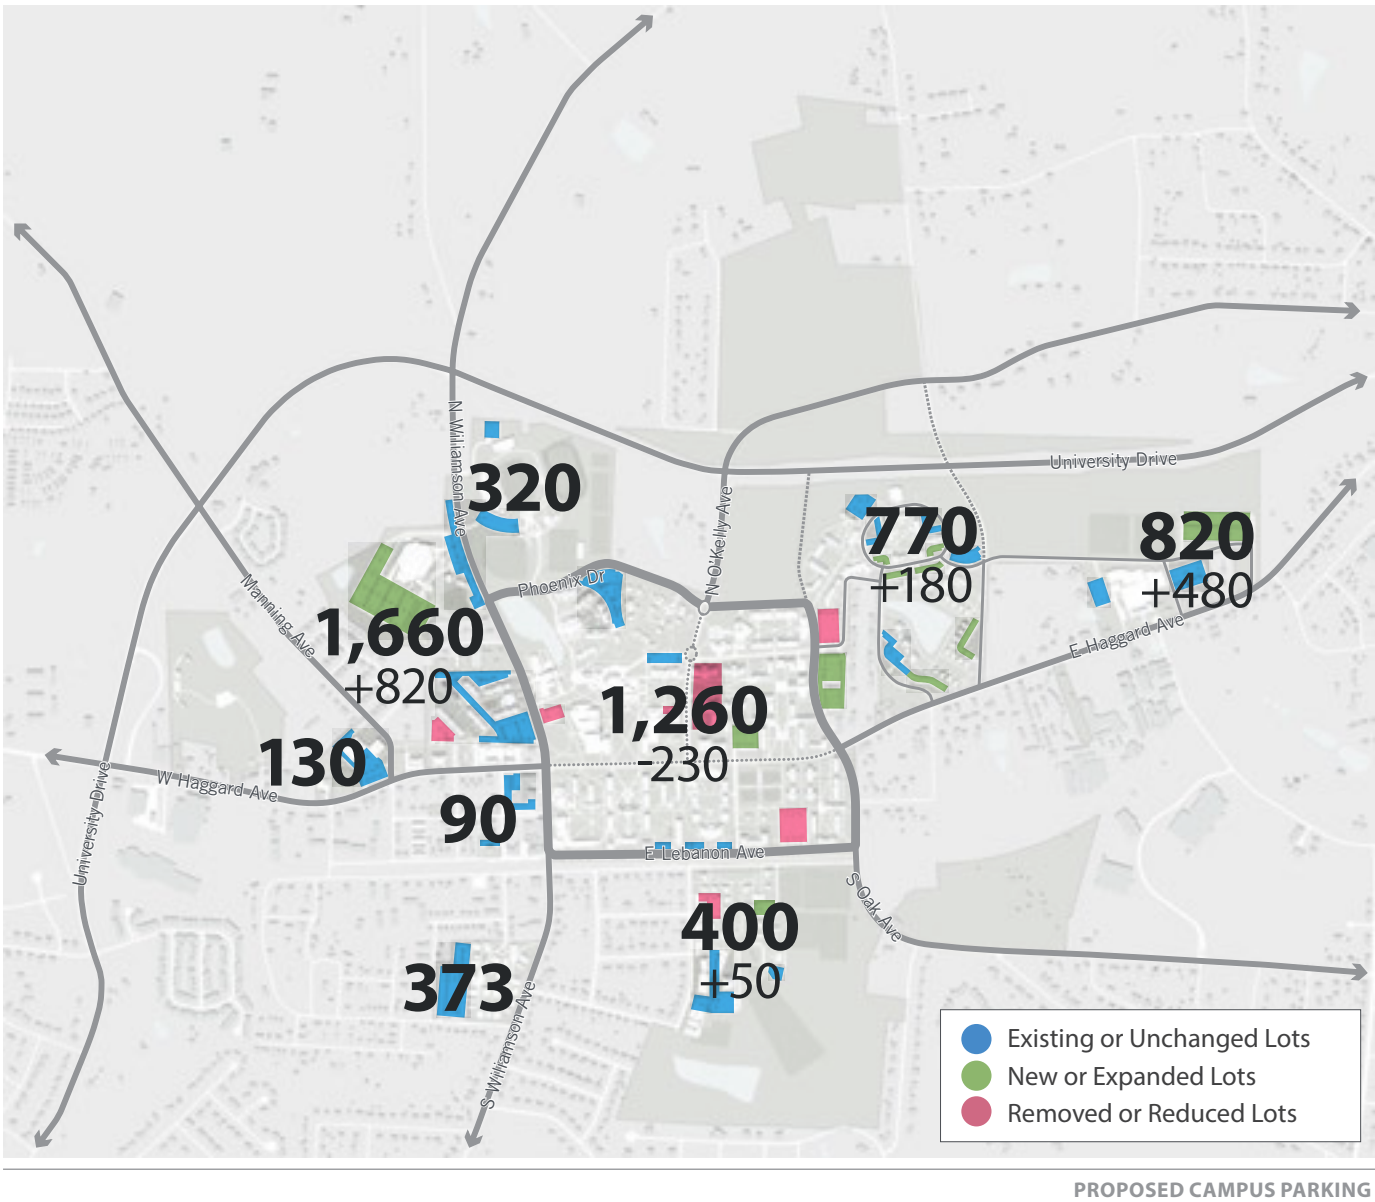 N Williamson Ave
320
University Drive
N O'Kelly Ave
770
+180
820
+480
Phoenix Dr
Manning Ave
1,660
+820
E Haggard Ave
1,260
-230
130
W Haggard Ave
90
University Drive
E Lebanon Ave
S Oak Ave
400
+50
373
S Williamson Ave
Existing or Unchanged Lots
New or Expanded Lots
Removed or Reduced Lots
PROPOSED CAMPUS PARKING